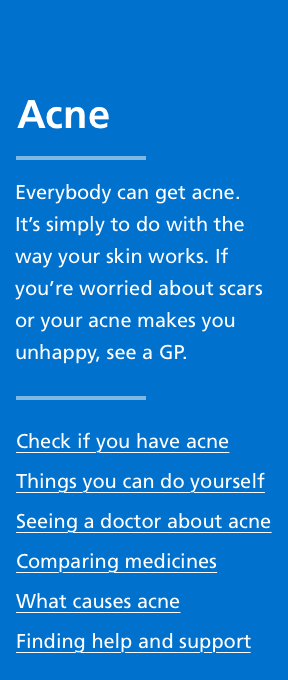 Acne
Everybody can get acne.
It’s simply to do with the
way your skin works. If
you’re worried about scars
or your acne makes you
unhappy, see a GP.
Check if you have acne
Things you can do yourself
Seeing a doctor about acne
Comparing medicines
What causes acne
Finding help and support